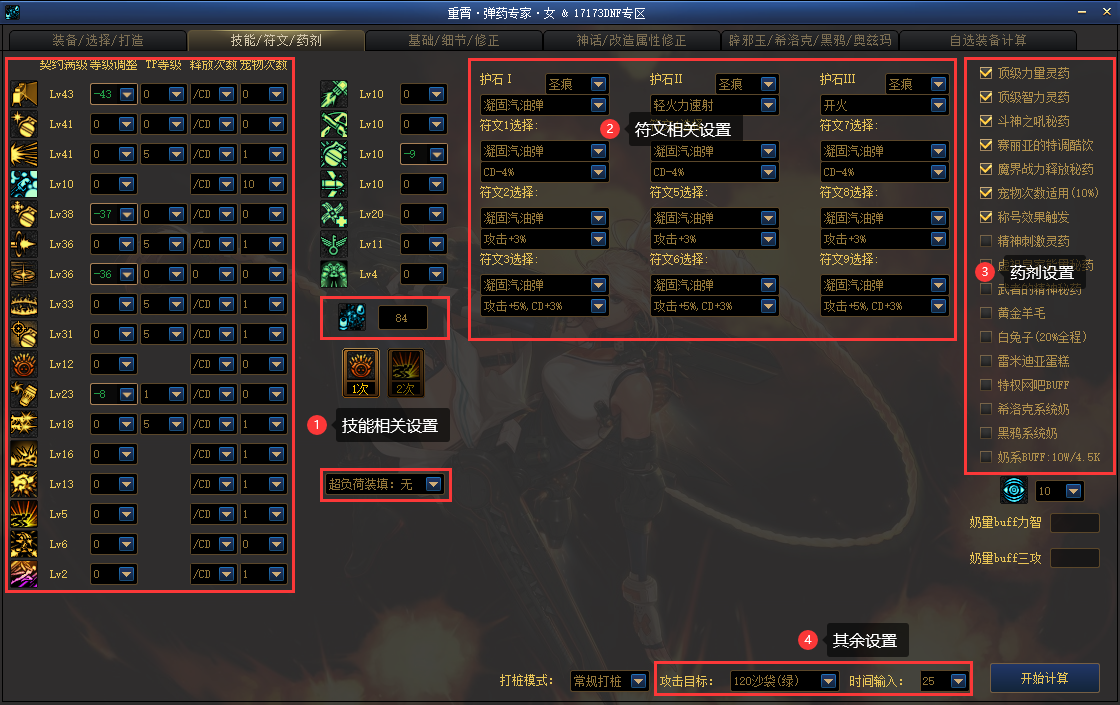 重霄·弹药专家·女 & 17173DNF专区
装备/选择/打造 技能/符文/药剂 基础/细节/修正 神话/改造属性修正 辟邪玉/希洛克/黑鸦/奥兹玛 自选装备计算
契约满级 等级调整 TP等级 释放次数 宠物次数
Lv43 -43 0 /CD 0
Lv41 0 0 /CD 0
Lv41 0 5 /CD 1
Lv10 0 /CD 10
Lv38 -37 0 /CD 0
Lv36 0 5 /CD 1
Lv36 -36 0 0 0
Lv33 0 5 /CD 1
Lv31 0 5 /CD 1
Lv12 0 /CD 0
Lv23 -8 1 /CD 0
Lv18 0 5 /CD 1
Lv16 0 /CD 1
Lv13 0 /CD 1
Lv5 0 /CD 1
Lv6 0 /CD 0
Lv2 0 /CD 1
Lv10 0
Lv10 0
Lv10 -9
Lv10 0
Lv20 0
Lv11 0
Lv4 0
84
1次 2次
1 技能相关设置
超负荷装填: 无
护石I 圣痕
凝固汽油弹
符文1选择:
凝固汽油弹
CD-4%
符文2选择:
凝固汽油弹
攻击+3%
符文3选择:
凝固汽油弹
攻击+5%,CD+3%
护石II 圣痕
轻火力速射
2 符文相关设置
凝固汽油弹
CD-4%
符文5选择:
凝固汽油弹
攻击+3%
符文6选择:
凝固汽油弹
攻击+5%,CD+3%
护石III 圣痕
开火
符文7选择:
凝固汽油弹
CD-4%
符文8选择:
凝固汽油弹
攻击+3%
符文9选择:
凝固汽油弹
攻击+5%,CD+3%
顶级力量灵药
顶级智力灵药
斗神之吼秘药
赛丽亚的特调酷饮
魔界战力释放秘药
宠物次数适用(10%)
称号效果触发
精神刺激灵药
3 药剂设置
武者的精神秘药
黄金羊毛
白兔子(20%全程)
雷米迪亚蛋糕
特权网吧BUFF
希洛克系统奶
黑鸦系统奶
奶系BUFF:10W/4.5K
10
奶量buff力智
奶量buff三攻
4 其余设置
打桩模式: 常规打桩 攻击目标: 120沙袋(绿) 时间输入: 25 开始计算